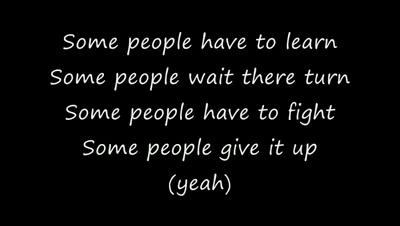 Some people have to learn
Some people wait there turn
Some people have to fight
Some people give it up
(yeah)